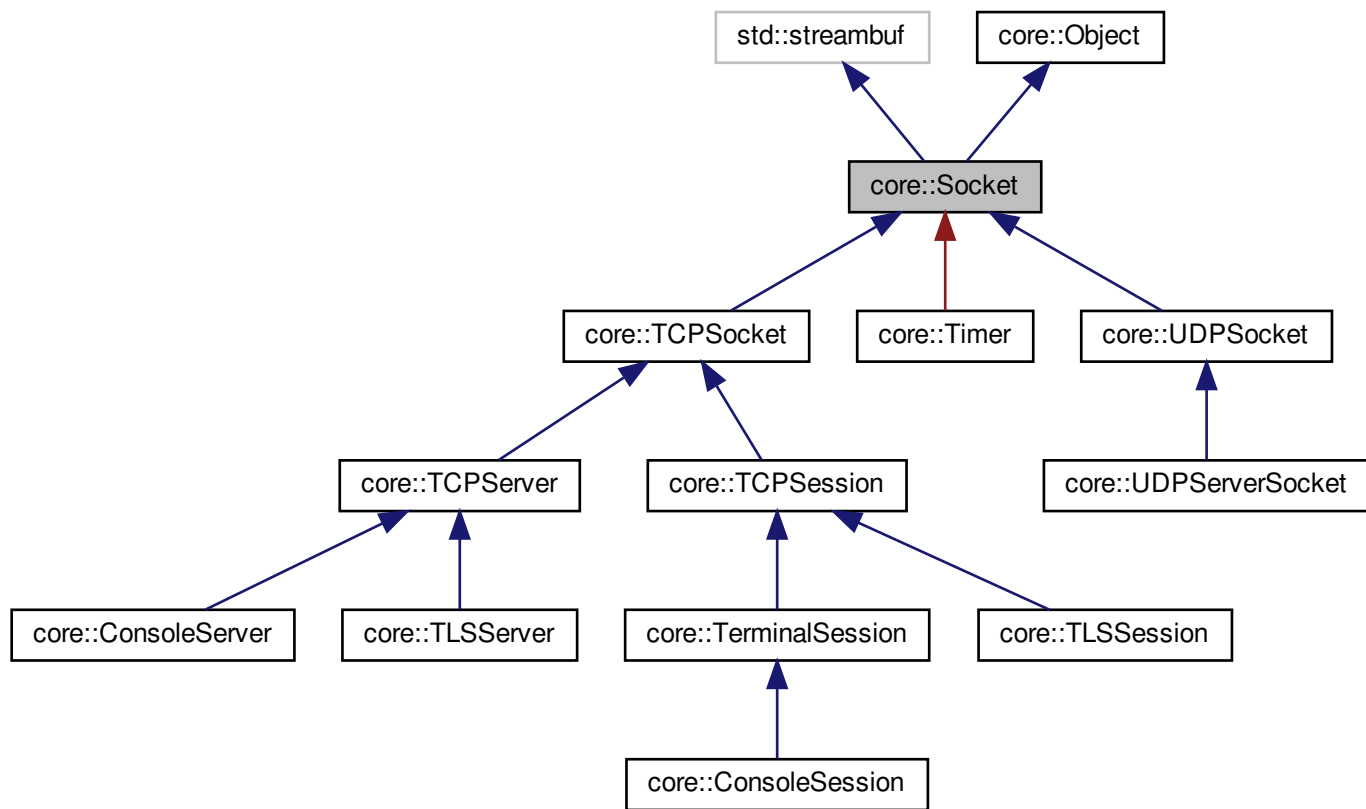 std::streambuf
core::Object
core::Socket
core::TCPSocket
core::Timer
core::UDPSocket
core::TCPServer
core::TCPSession
core::UDPServerSocket
core::ConsoleServer
core::TLSServer
core::TerminalSession
core::TLSSession
core::ConsoleSession